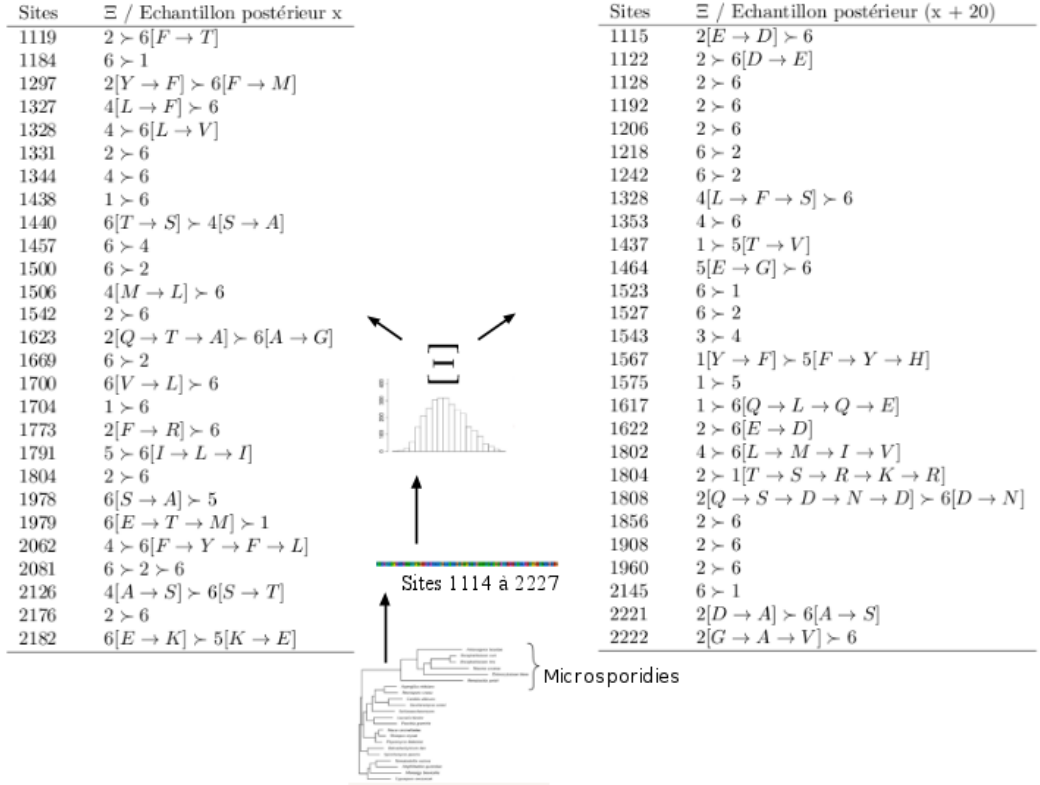 Sites Ξ / Echantillon postérieur x
1119 2 ≻ 6[F → T]
1184 6 ≻ 1
1297 2[Y → F] ≻ 6[F → M]
1327 4[L → F] ≻ 6
1328 4 ≻ 6[L → V]
1331 2 ≻ 6
1344 4 ≻ 6
1438 1 ≻ 6
1440 6[T → S] ≻ 4[S → A]
1457 6 ≻ 4
1500 6 ≻ 2
1506 4[M → L] ≻ 6
1542 2 ≻ 6
1623 2[Q → T → A] ≻ 6[A → G]
1669 6 ≻ 2
1700 6[V → L] ≻ 6
1704 1 ≻ 6
1773 2[F → R] ≻ 6
1791 5 ≻ 6[I → L → I]
1804 2 ≻ 6
1978 6[S → A] ≻ 5
1979 6[E → T → M] ≻ 1
2062 4 ≻ 6[F → Y → F → L]
2081 6 ≻ 2 ≻ 6
2126 4[A → S] ≻ 6[S → T]
2176 2 ≻ 6
2182 6[E → K] ≻ 5[K → E]
Sites Ξ / Echantillon postérieur (x + 20)
1115 2[E → D] ≻ 6
1122 2 ≻ 6[D → E]
1128 2 ≻ 6
1192 2 ≻ 6
1206 2 ≻ 6
1218 6 ≻ 2
1242 6 ≻ 2
1328 4[L → F → S] ≻ 6
1353 4 ≻ 6
1437 1 ≻ 5[T → V]
1464 5[E → G] ≻ 6
1523 6 ≻ 1
1527 6 ≻ 2
1543 3 ≻ 4
1567 1[Y → F] ≻ 5[F → Y → H]
1575 1 ≻ 5
1617 1 ≻ 6[Q → L → Q → E]
1622 2 ≻ 6[E → D]
1802 4 ≻ 6[L → M → I → V]
1804 2 ≻ 1[T → S → R → K → R]
1808 2[Q → S → D → N → D] ≻ 6[D → N]
1856 2 ≻ 6
1908 2 ≻ 6
1960 2 ≻ 6
2145 6 ≻ 1
2221 2[D → A] ≻ 6[A → S]
2222 2[G → A → V] ≻ 6
[Ξ]
Sites 1114 à 2227
Microsporidies